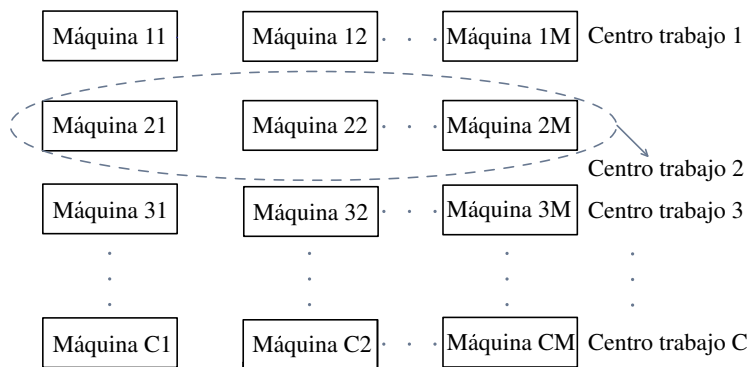 Máquina 11 Máquina 12 . . . Máquina 1M Centro trabajo 1
Máquina 21 Máquina 22 . . . Máquina 2M
Centro trabajo 2
Máquina 31 Máquina 32 . . . Máquina 3M Centro trabajo 3
Máquina C1 Máquina C2 . . . Máquina CM Centro trabajo C